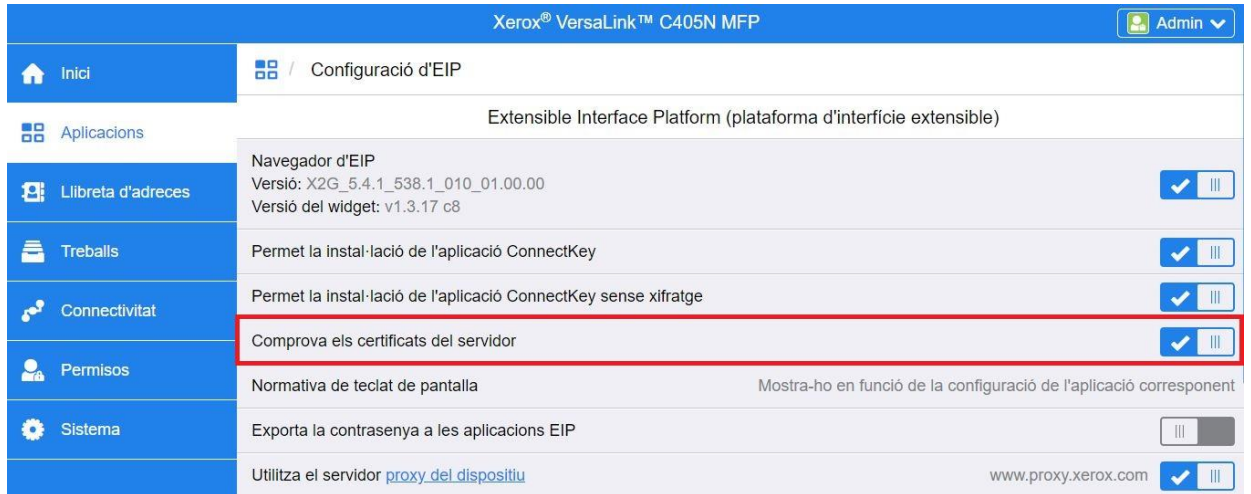 Xerox® VersaLink™ C405N MFP
Admin
Inici
/ Configuració d'EIP
Aplicacions
Extensible Interface Platform (plataforma d'interfície extensible)
Navegador d'EIP
Versió: X2G_5.4.1_538.1_010_01.00.00
Versió del widget: v1.3.17 c8
Llibreta d'adreces
Treballs
Permet la instal·lació de l'aplicació ConnectKey
Connectivitat
Permet la instal·lació de l'aplicació ConnectKey sense xifratge
Comprova els certificats del servidor
Permisos
Normativa de teclat de pantalla Mostra-ho en funció de la configuració de l'aplicació corresponent
Sistema
Exporta la contrasenya a les aplicacions EIP
Utilitza el servidor proxy del dispositiu www.proxy.xerox.com